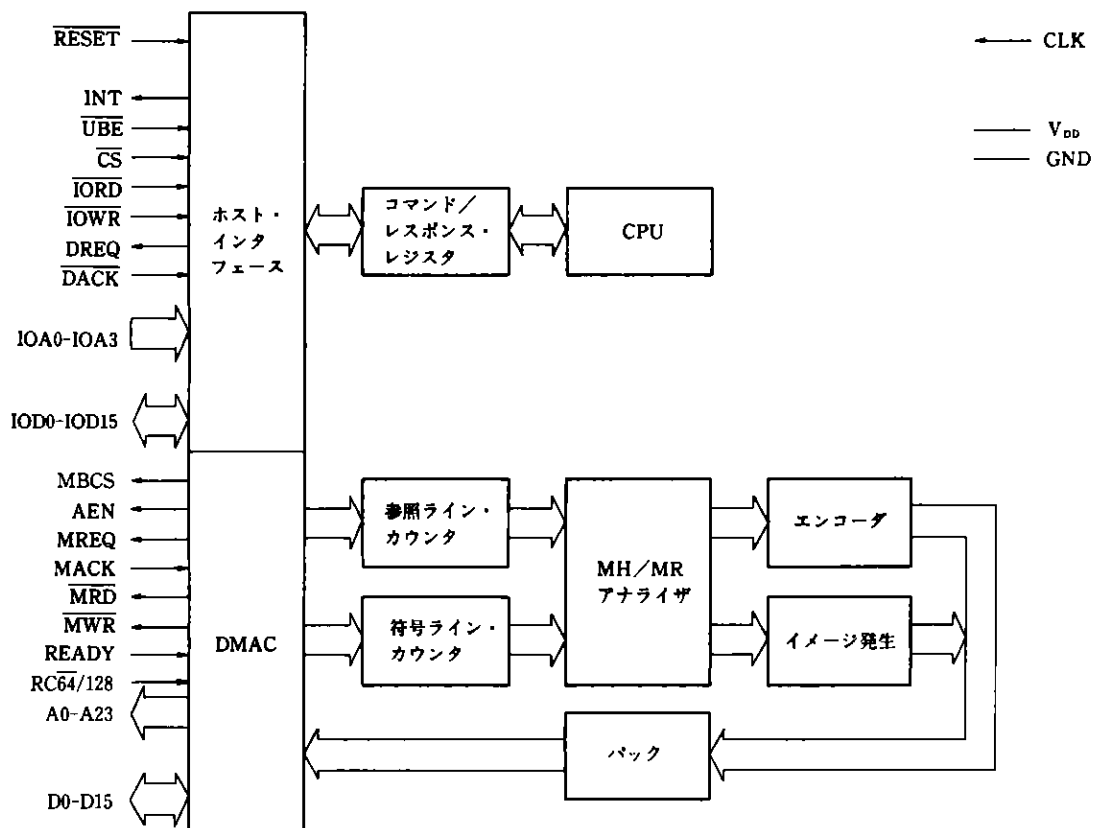 RESET
CLK
INT
UBE
V_DD
CS
GND
IORD
IOWR
DREQ
DACK
IOA0-IOA3
IOD0-IOD15
ホスト・
インタ
フェース
コマンド/
レスポンス・
レジスタ
CPU
MBCS
AEN
MREQ
MACK
MRD
MWR
READY
RC64/128
A0-A23
D0-D15
DMAC
参照ライン・
カウンタ
符号ライン・
カウンタ
MH/MR
アナライザ
エンコーダ
イメージ発生
パック